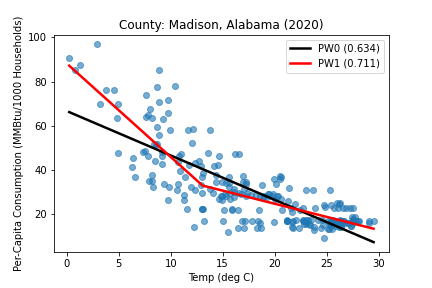 County: Madison, Alabama (2020)
Per-Capita Consumption (MMBtu/1000 Households)
100
80
60
40
20
PW0 (0.634)
PW1 (0.711)
0 5 10 15 20 25 30
Temp (deg C)